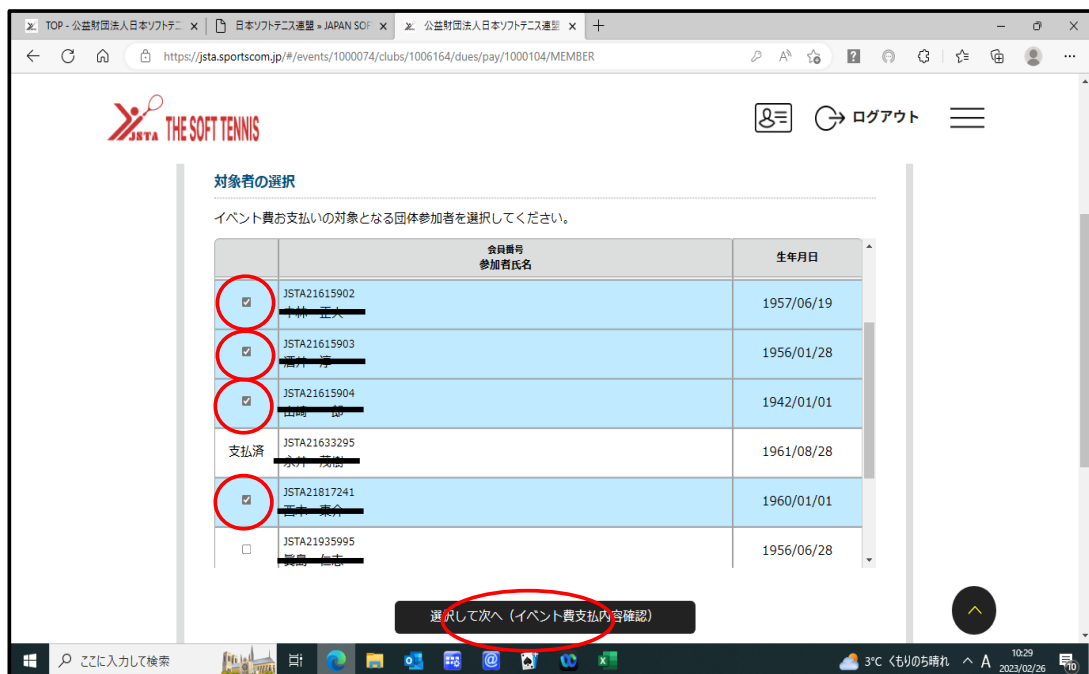 TOP - 公益財団法人日本ソフトテニ
日本ソフトテニス連盟 » JAPAN SOF
公益財団法人日本ソフトテニス連盟
https://jsta.sportscom.jp/#/events/1000074/clubs/1006164/dues/pay/1000104/MEMBER
JSTA THE SOFT TENNIS
ログアウト
対象者の選択
イベント費お支払いの対象となる団体参加者を選択してください。
会員番号
参加者氏名
生年月日
JSTA21615902
1957/06/19
JSTA21615903
1956/01/28
JSTA21615904
1942/01/01
支払済
JSTA21633295
1961/08/28
JSTA21817241
1960/01/01
JSTA21935995
1956/06/28
選択して次へ（イベント費支払内容確認）
ここに入力して検索
3°C くもりのち晴れ
A
10:29
2023/02/26